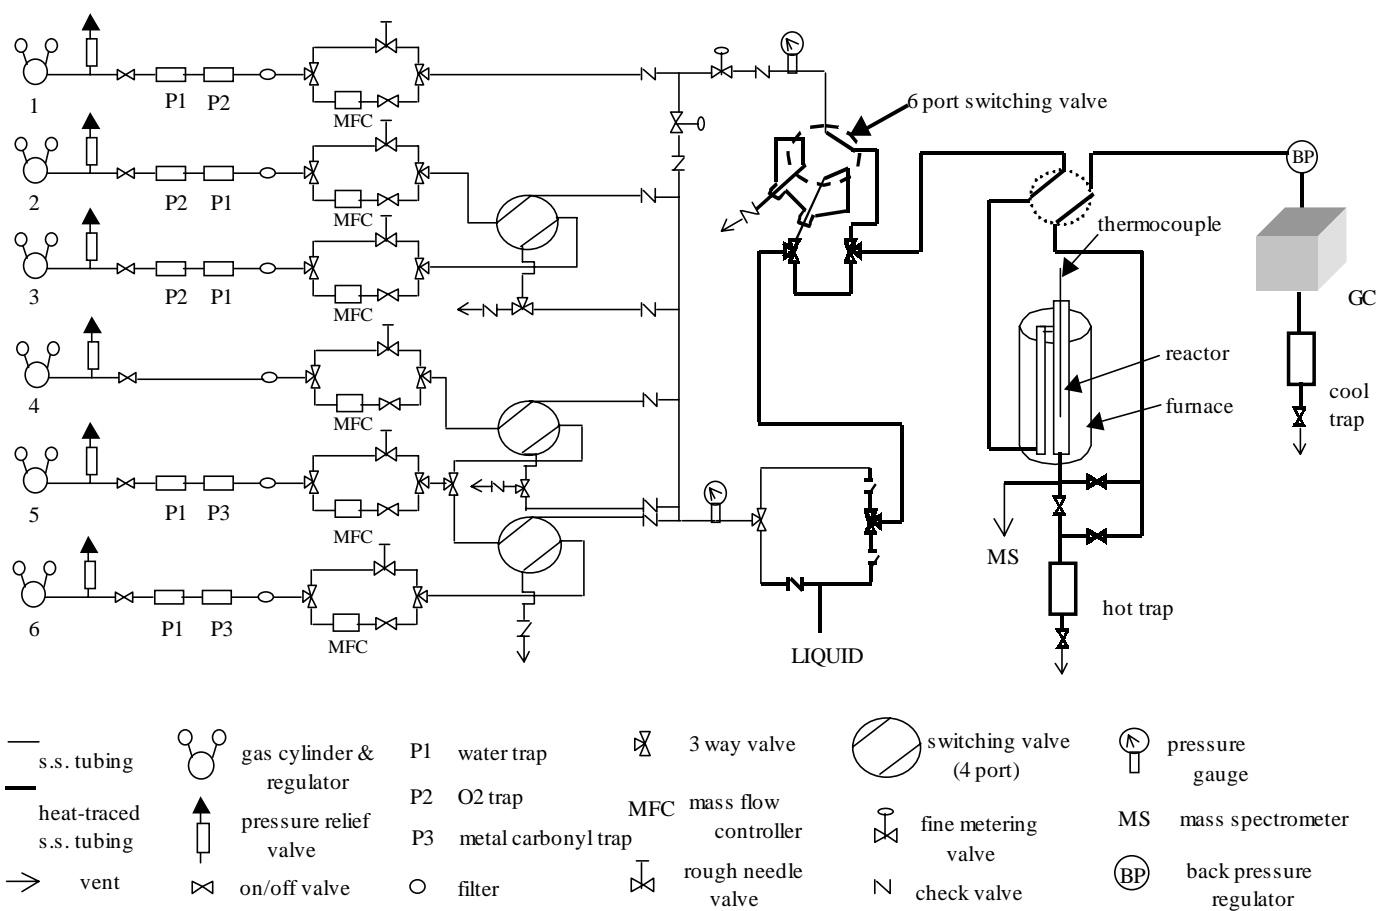 P1 P2
1
MFC
6 port switching valve
P2 P1
2
MFC
BP
thermocouple
P2 P1
3
MFC
GC
reactor
4
MFC
furnace
cool
trap
P1 P3
5
MFC
MS
P1 P3
6
MFC
LIQUID
hot trap
s.s. tubing
heat-traced
s.s. tubing
vent
gas cylinder &
regulator
pressure relief
valve
on/off valve
P1 water trap
P2 O2 trap
P3 metal carbonyl trap
filter
3 way valve
MFC mass flow
controller
rough needle
valve
switching valve
(4 port)
fine metering
valve
check valve
pressure
gauge
MS mass spectrometer
BP back pressure
regulator